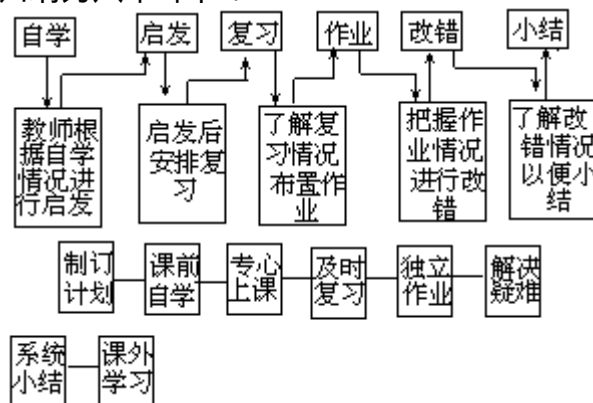 自学 启发 复习 作业 改错 小结
教师根
据自学
情况进
行启发
启发后
安排复
习
了解复
习情况
布置作
业
把握作
业情况
进行改
错
了解改
错情况
以便小
结
制订
计划
课前
自学
专心
上课
及时
复习
独立
作业
解决
疑难
系统
小结
课外
学习